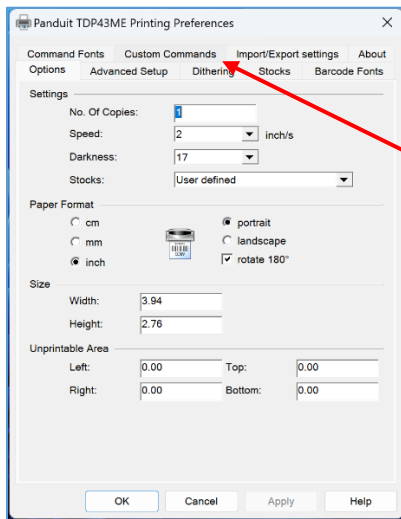 Panduit TDP43ME Printing Preferences
Command Fonts Custom Commands Import/Export settings About
Options Advanced Setup Dithering Stocks Barcode Fonts
Settings
No. Of Copies: 1
Speed: 2 inch/s
Darkness: 17
Stocks: User defined
Paper Format
cm portrait
mm landscape
inch rotate 180°
Size
Width: 3.94
Height: 2.76
Unprintable Area
Left: 0.00 Top: 0.00
Right: 0.00 Bottom: 0.00
OK Cancel Apply Help